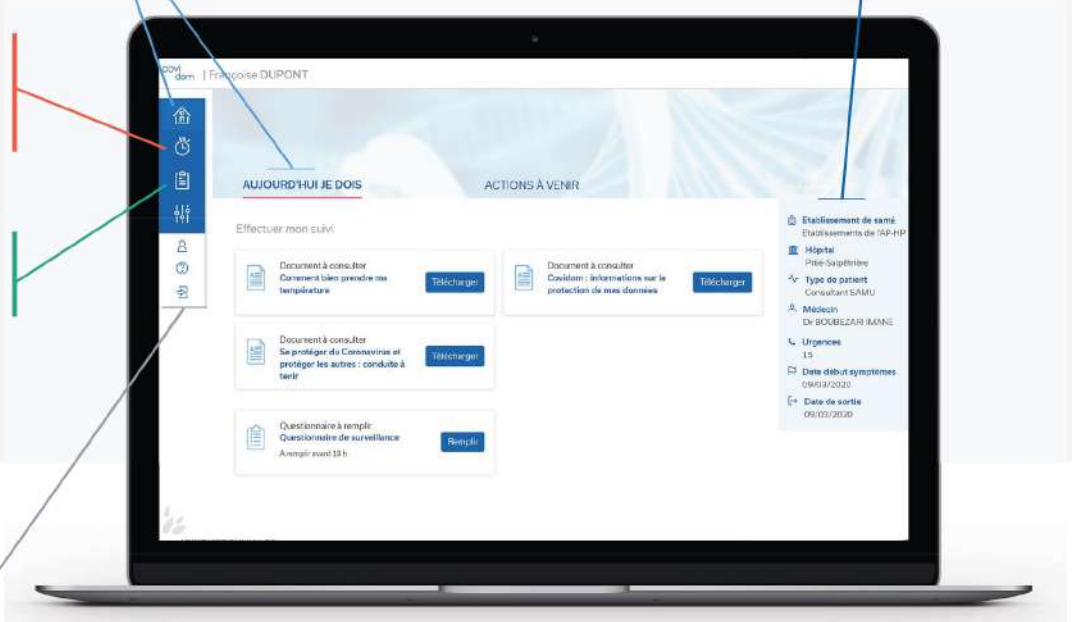 covi
dom | Françoise DUPONT
AUJOURD'HUI JE DOIS
ACTIONS À VENIR
Effectuer mon suivi
Document à consulter
Comment bien prendre ma
température
Télécharger
Document à consulter
Covidom : informations sur la
protection de mes données
Télécharger
Document à consulter
Se protéger du Coronavirus et
protéger les autres : conduite à
tenir
Télécharger
Questionnaire à remplir
Questionnaire de surveillance
A remplir avant 19 h
Remplir
Etablissement de santé
Etablissements de l'AP-HP
Hôpital
Pitié-Salpêtrière
Type de patient
Consultant SAMU
Médecin
Dr BOUBEZARI IMANE
Urgences
15
Date début symptômes
09/03/2020
Date de sortie
09/03/2020